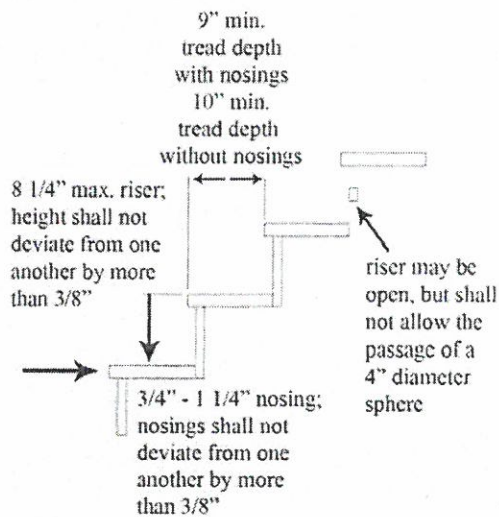 9” min.
tread depth
with nosings
10” min.
tread depth
without nosings
8 1/4” max. riser;
height shall not
deviate from one
another by more
than 3/8”
riser may be
open, but shall
not allow the
passage of a
4” diameter
sphere
3/4” - 1 1/4” nosing;
nosings shall not
deviate from one
another by more
than 3/8”